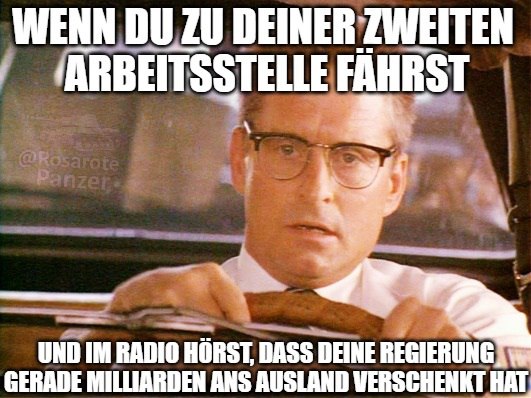 WENN DU ZU DEINER ZWEITEN
ARBEITSSTELLE FÄHRST
@Rosarote
Panzer
UND IM RADIO HÖRST, DASS DEINE REGIERUNG
GERADE MILLIARDEN ANS AUSLAND VERSCHENKT HAT